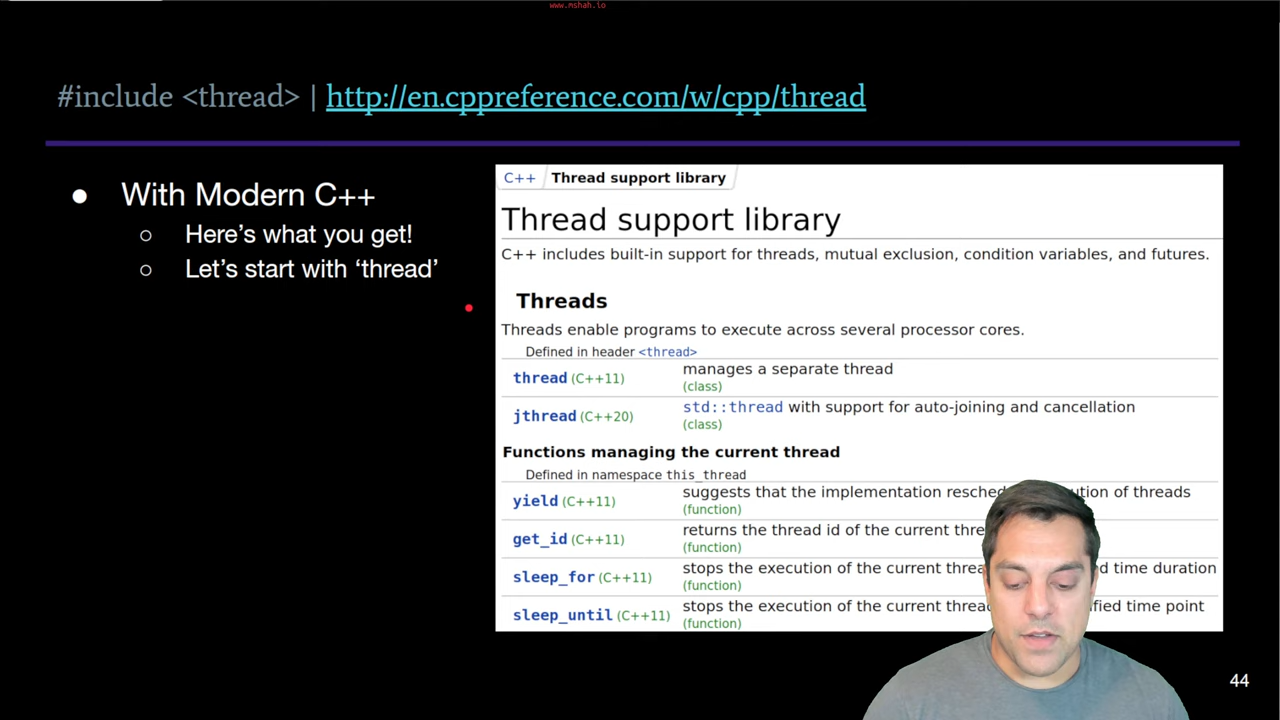 www.mshah.io
#include <thread> | http://en.cppreference.com/w/cpp/thread
● With Modern C++
○ Here's what you get!
○ Let's start with ‘thread’
C++ Thread support library
Thread support library
C++ includes built-in support for threads, mutual exclusion, condition variables, and futures.
Threads
Threads enable programs to execute across several processor cores.
Defined in header <thread>
thread (C++11) manages a separate thread
(class)
jthread (C++20) std::thread with support for auto-joining and cancellation
(class)
Functions managing the current thread
Defined in namespace this_thread
yield (C++11) suggests that the implementation of threads
(function)
get_id (C++11) returns the thread id of the current
(function)
sleep_for (C++11) stops the execution of the current time duration
(function)
sleep_until (C++11) stops the execution of the current thread time point
(function)
44